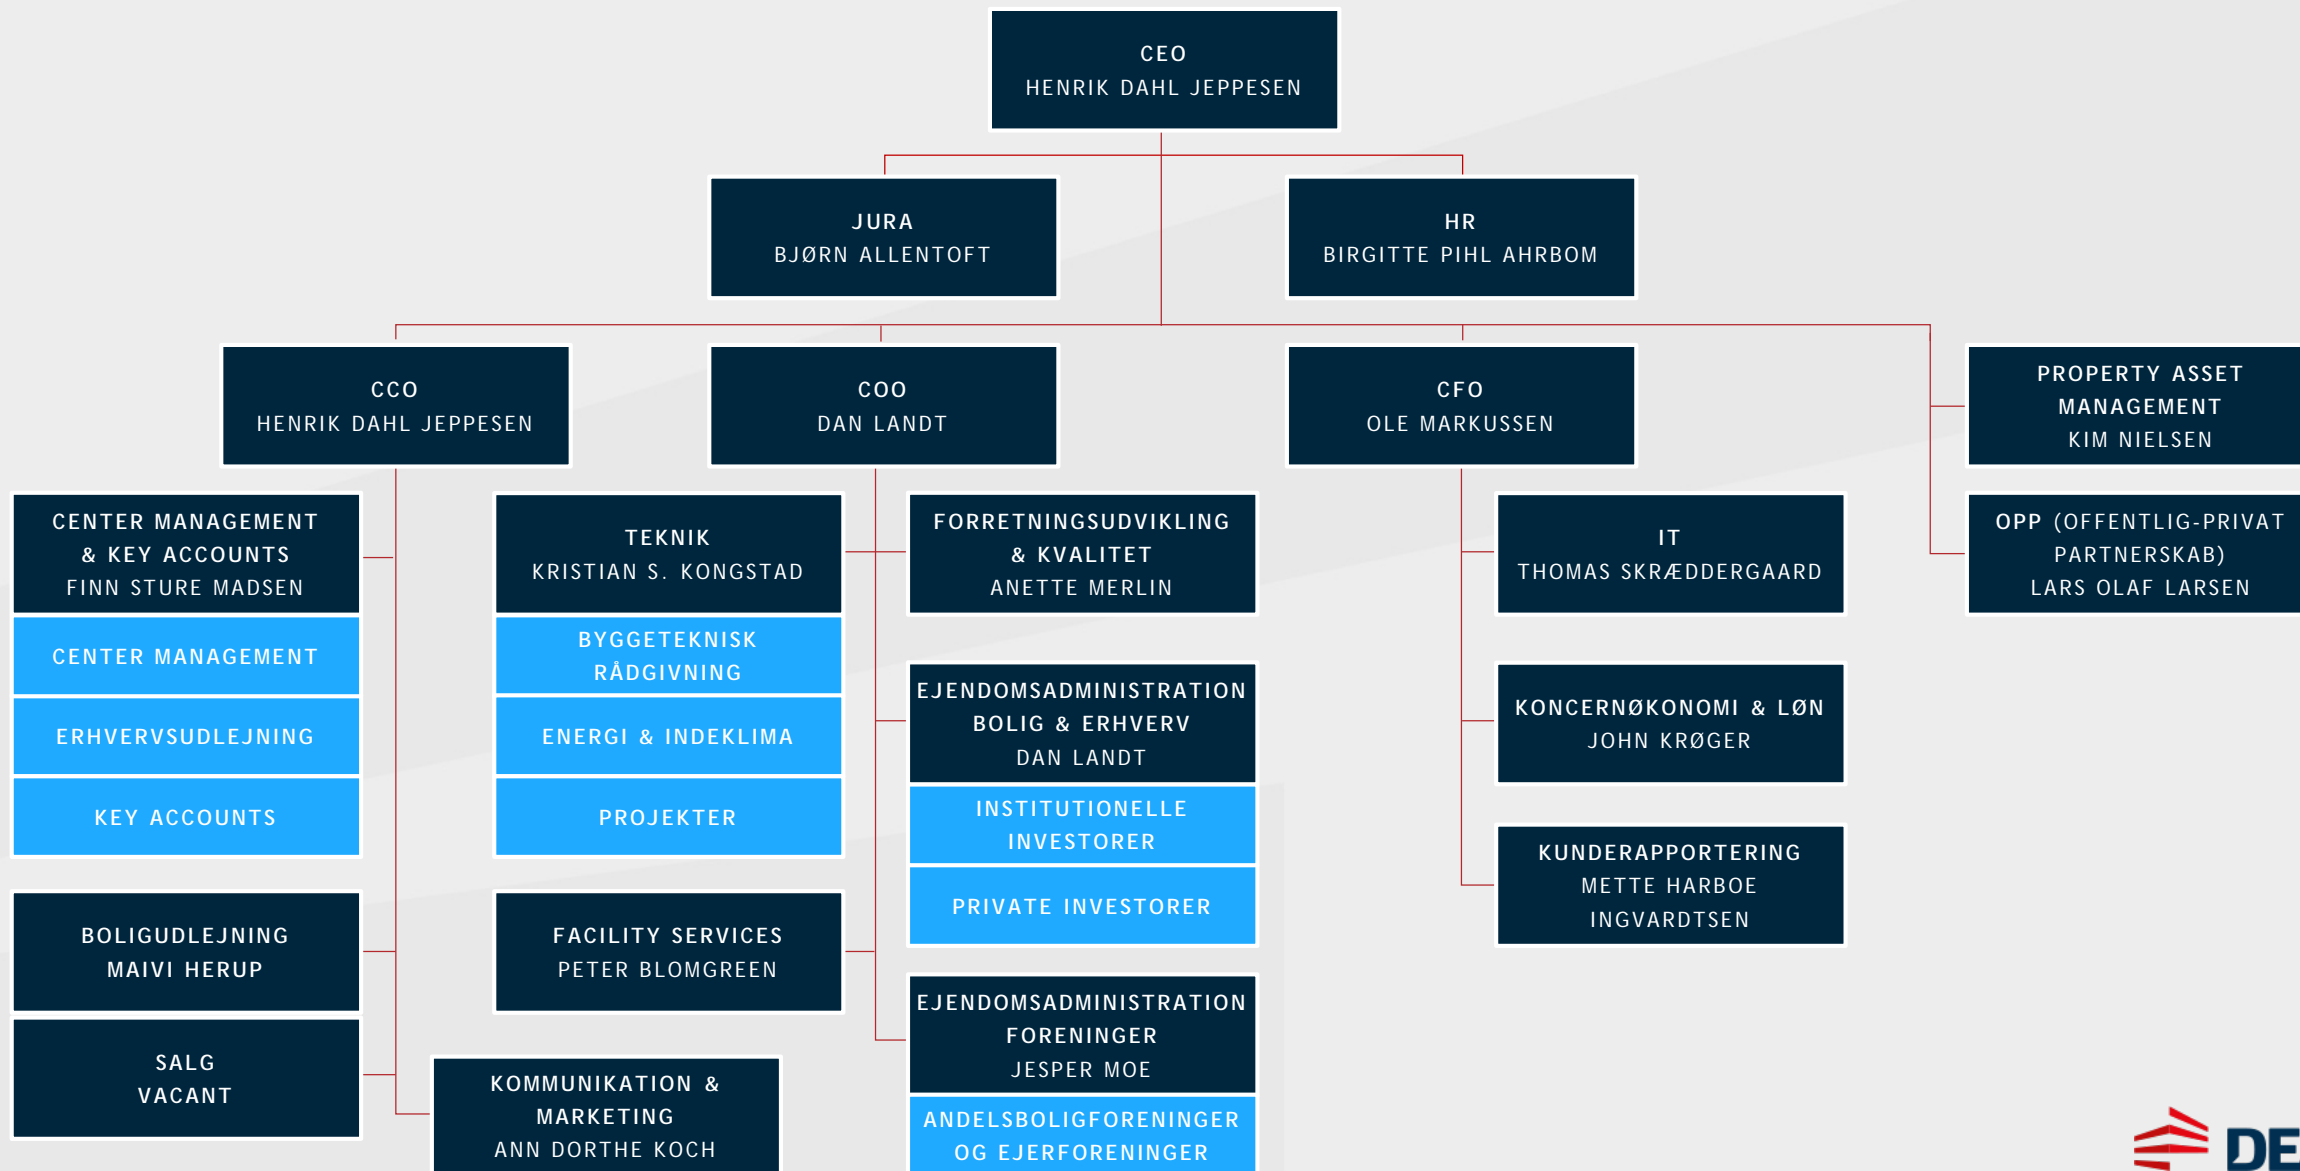 CEO
HENRIK DAHL JEPPESEN
JURA
BJØRN ALLENTOFT
HR
BIRGITTE PIHL AHRBOM
CCO
HENRIK DAHL JEPPESEN
COO
DAN LANDT
CFO
OLE MARKUSSEN
PROPERTY ASSET
MANAGEMENT
KIM NIELSEN
CENTER MANAGEMENT
& KEY ACCOUNTS
FINN STURE MADSEN
CENTER MANAGEMENT
ERHVERVSUDLEJNING
KEY ACCOUNTS
BOLIGUDLEJNING
MAIVI HERUP
SALG
VACANT
KOMMUNIKATION &
MARKETING
ANN DORTHE KOCH
TEKNIK
KRISTIAN S. KONGSTAD
BYGGETEKNISK
RÅDGIVNING
ENERGI & INDEKLIMA
PROJEKTER
FACILITY SERVICES
PETER BLOMGREEN
FORRETNINGSUDVIKLING
& KVALITET
ANETTE MERLIN
EJENDOMSADMINISTRATION
BOLIG & ERHVERV
DAN LANDT
INSTITUTIONELLE
INVESTORER
PRIVATE INVESTORER
EJENDOMSADMINISTRATION
FORENINGER
JESPER MOE
ANDELSBOLIGFORENINGER
OG EJERFORENINGER
IT
THOMAS SKRÆDDERGAARD
KONCERNØKONOMI & LØN
JOHN KRØGER
KUNDERAPPORTERING
METTE HARBOE
INGVARDTSEN
OPP (OFFENTLIG-PRIVAT
PARTNERSKAB)
LARS OLAF LARSEN